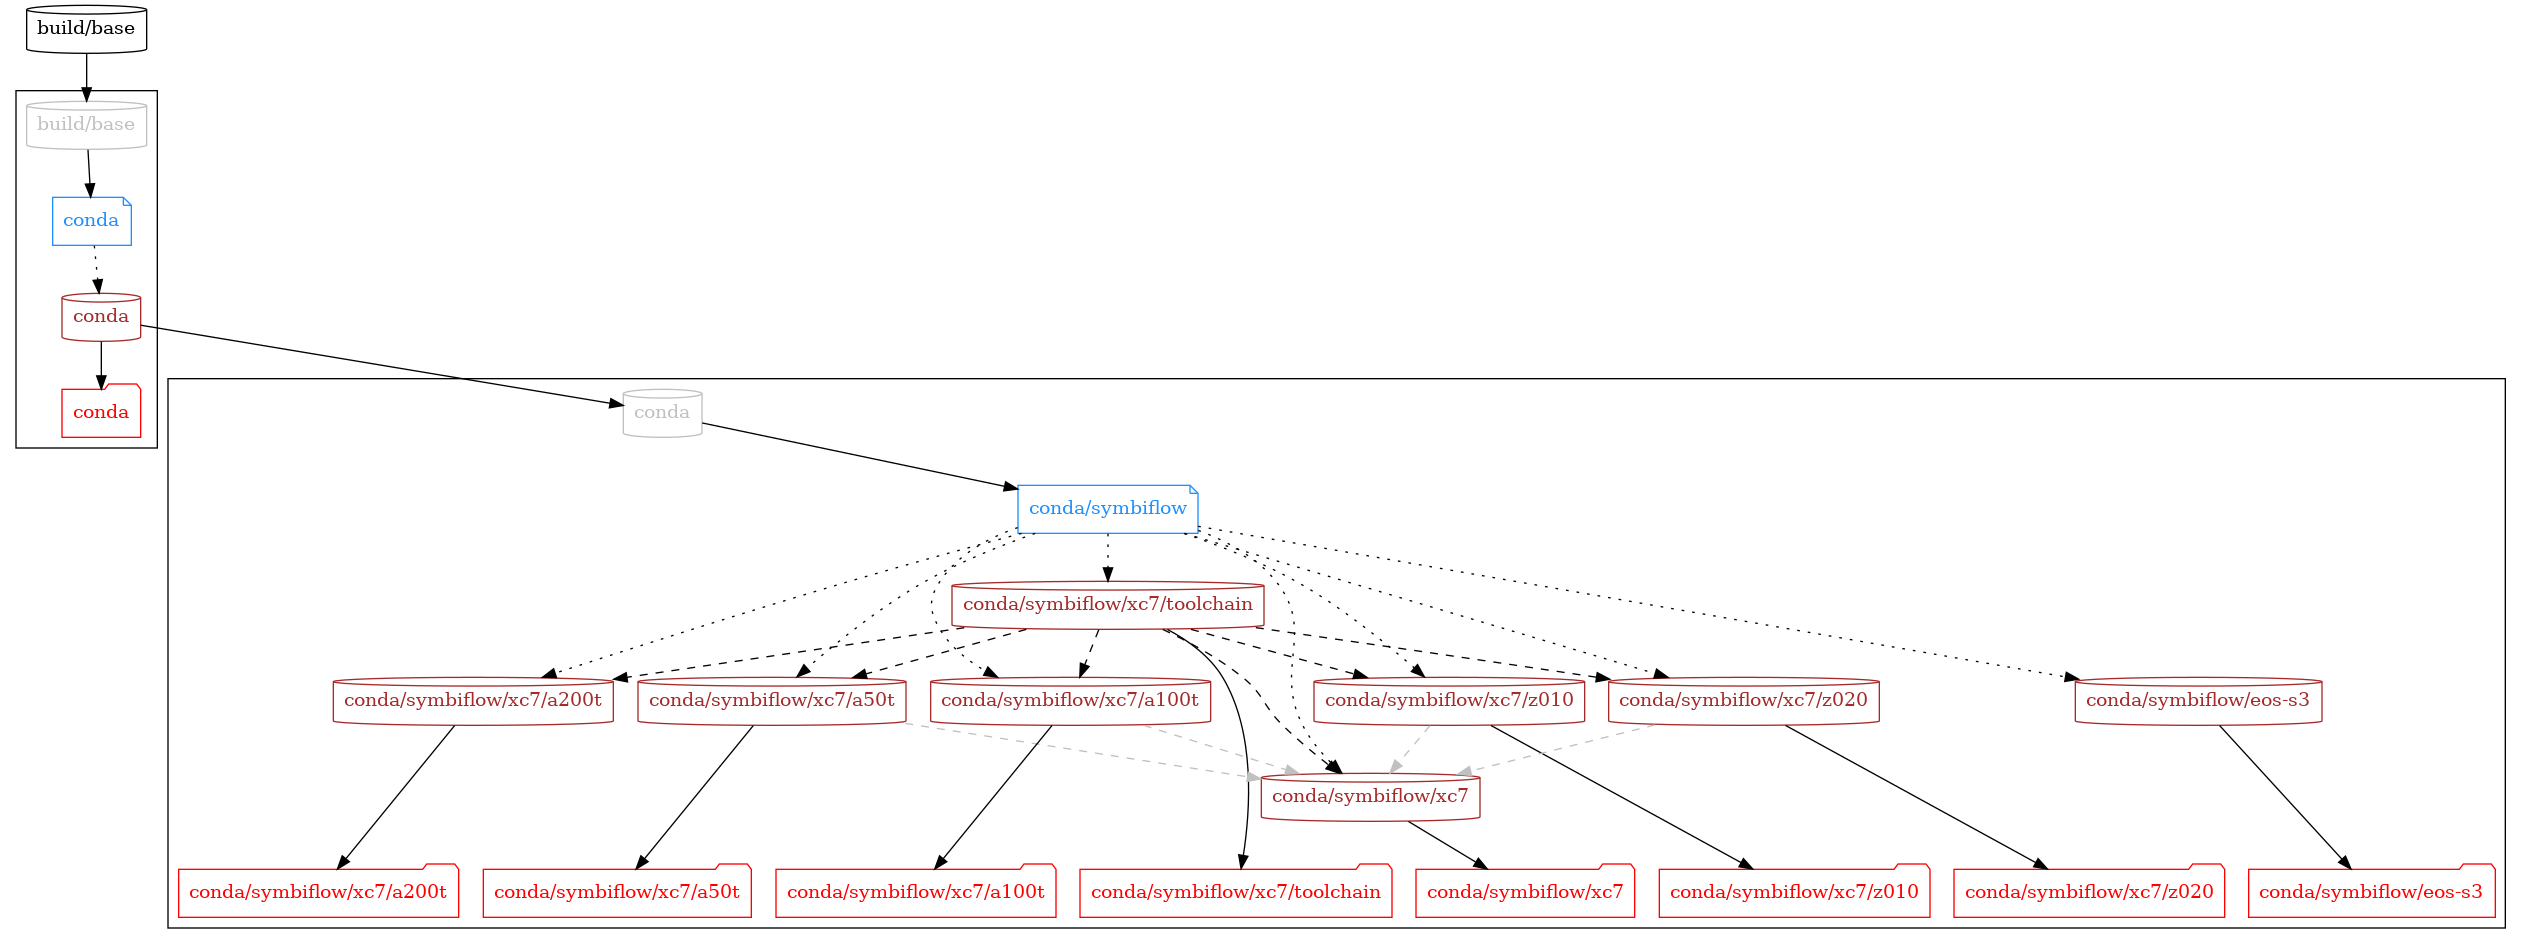 build/base
build/base
conda
conda
conda
conda
conda/symbiflow
conda/symbiflow/xc7/toolchain
conda/symbiflow/xc7/a200t
conda/symbiflow/xc7/a50t
conda/symbiflow/xc7/a100t
conda/symbiflow/xc7/z010
conda/symbiflow/xc7/z020
conda/symbiflow/eos-s3
conda/symbiflow/xc7
conda/symbiflow/xc7/a200t
conda/symbiflow/xc7/a50t
conda/symbiflow/xc7/a100t
conda/symbiflow/xc7/toolchain
conda/symbiflow/xc7
conda/symbiflow/xc7/z010
conda/symbiflow/xc7/z020
conda/symbiflow/eos-s3